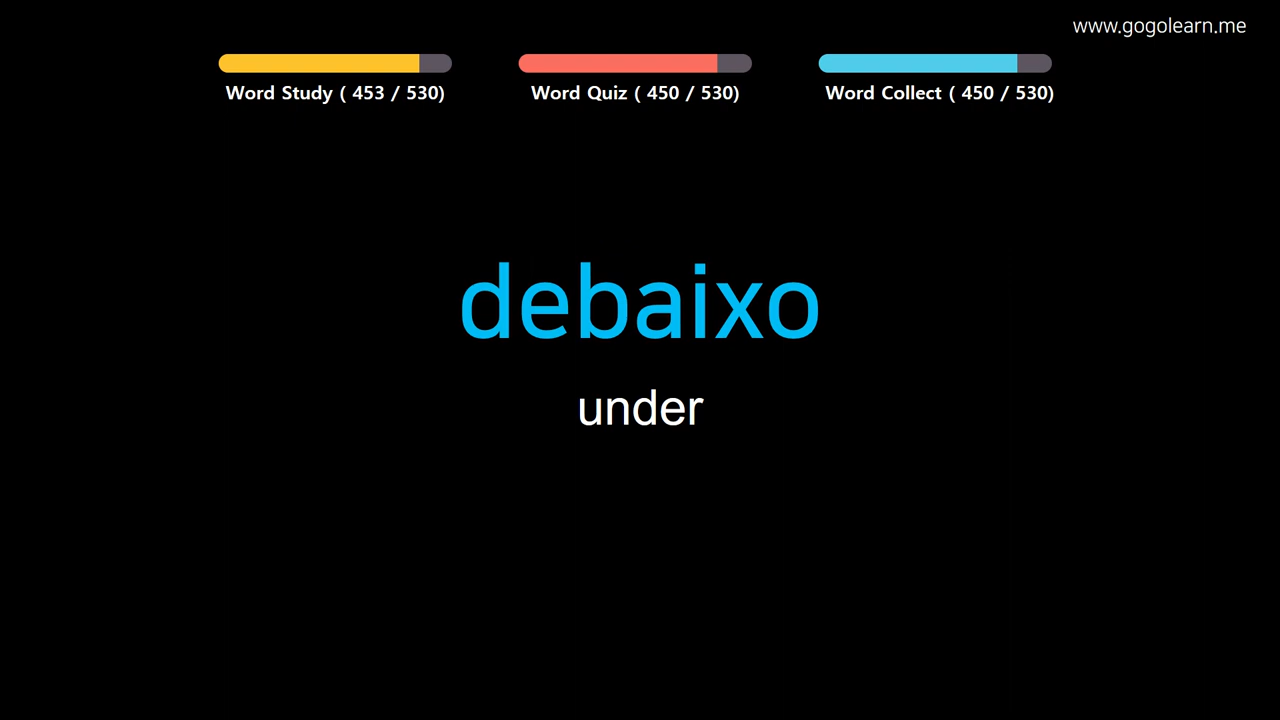 www.gogolearn.me
Word Study ( 453 / 530)
Word Quiz ( 450 / 530)
Word Collect ( 450 / 530)
debaixo
under